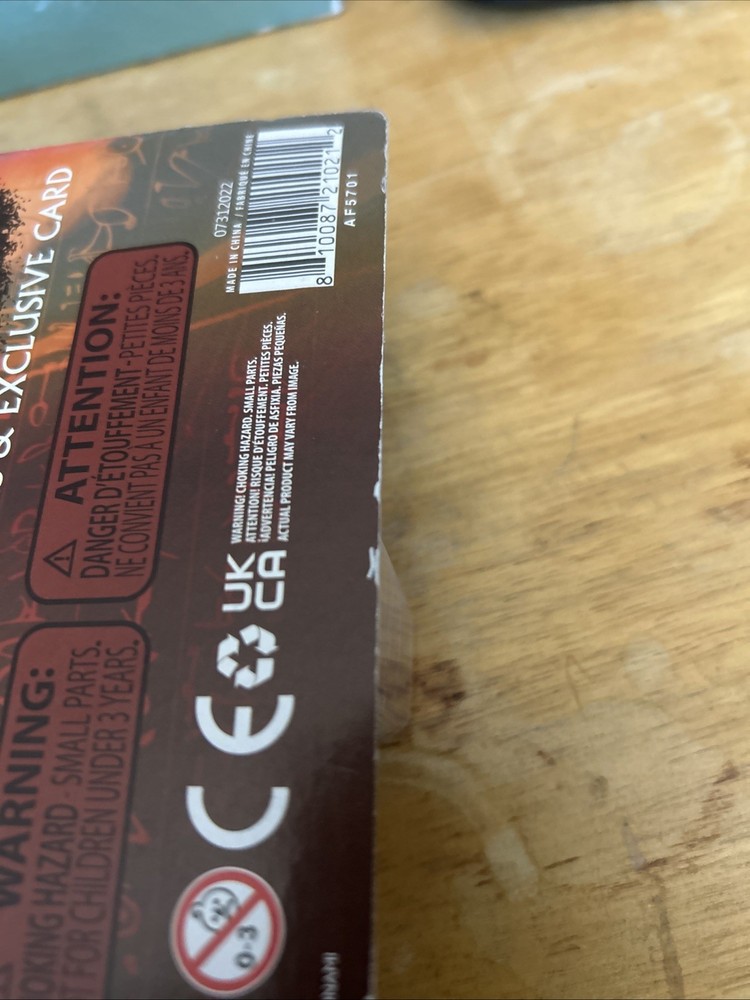 & EXCLUSIVE CARD
WARNING:
CHOKING HAZARD - SMALL PARTS.
FOR CHILDREN UNDER 3 YEARS.
ATTENTION:
DANGER D'ÉTOUFFEMENT - PETITES PIÈCES.
NE CONVIENT PAS À UN ENFANT DE MOINS DE 3 ANS.
0-3
CE
UK
CA
WARNING! CHOKING HAZARD. SMALL PARTS.
ATTENTION! RISQUE D'ÉTOUFFEMENT. PETITES PIÈCES.
¡ADVERTENCIA! PELIGRO DE ASFIXIA. PIEZAS PEQUEÑAS.
ACTUAL PRODUCT MAY VARY FROM IMAGE.
07312022
MADE IN CHINA / FABRIQUÉ EN CHINE
8 10087 21021 2
AF5701